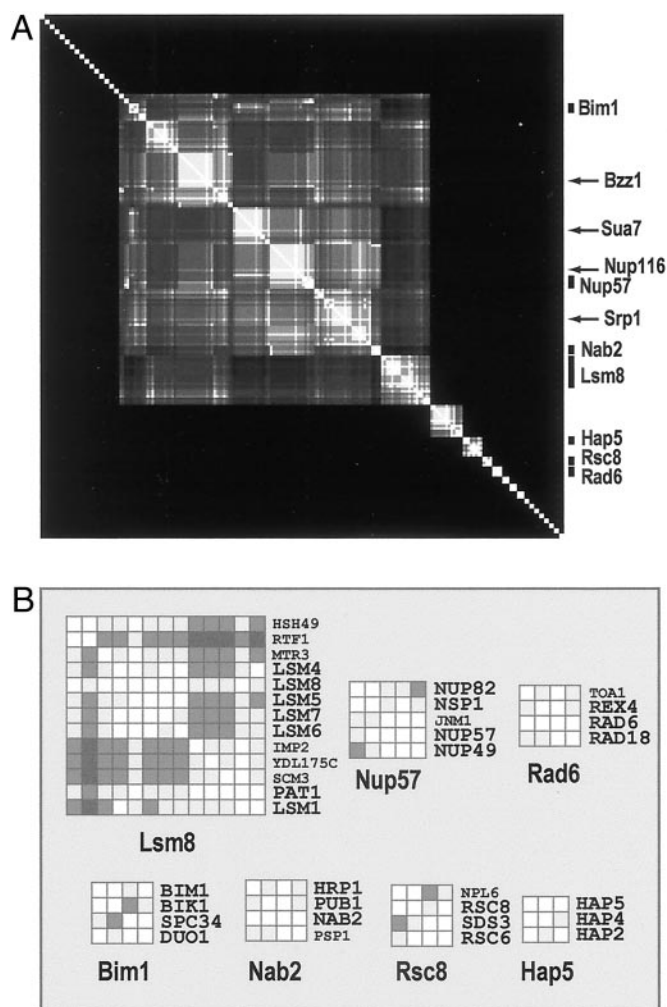 A
Bim1
Bzz1
Sua7
Nup116
Nup57
Srp1
Nab2
Lsm8
Hap5
Rsc8
Rad6
B
HSH49
RTF1
MTR3
LSM4
LSM8
LSM5
LSM7
LSM6
IMP2
YDL175C
SCM3
PAT1
LSM1
Lsm8
NUP82
NSP1
JNM1
NUP57
NUP49
Nup57
TOA1
REX4
RAD6
RAD18
Rad6
BIM1
BIK1
SPC34
DUO1
Bim1
HRP1
PUB1
NAB2
PSP1
Nab2
NPL6
RSC8
SDS3
RSC6
Rsc8
HAP5
HAP4
HAP2
Hap5